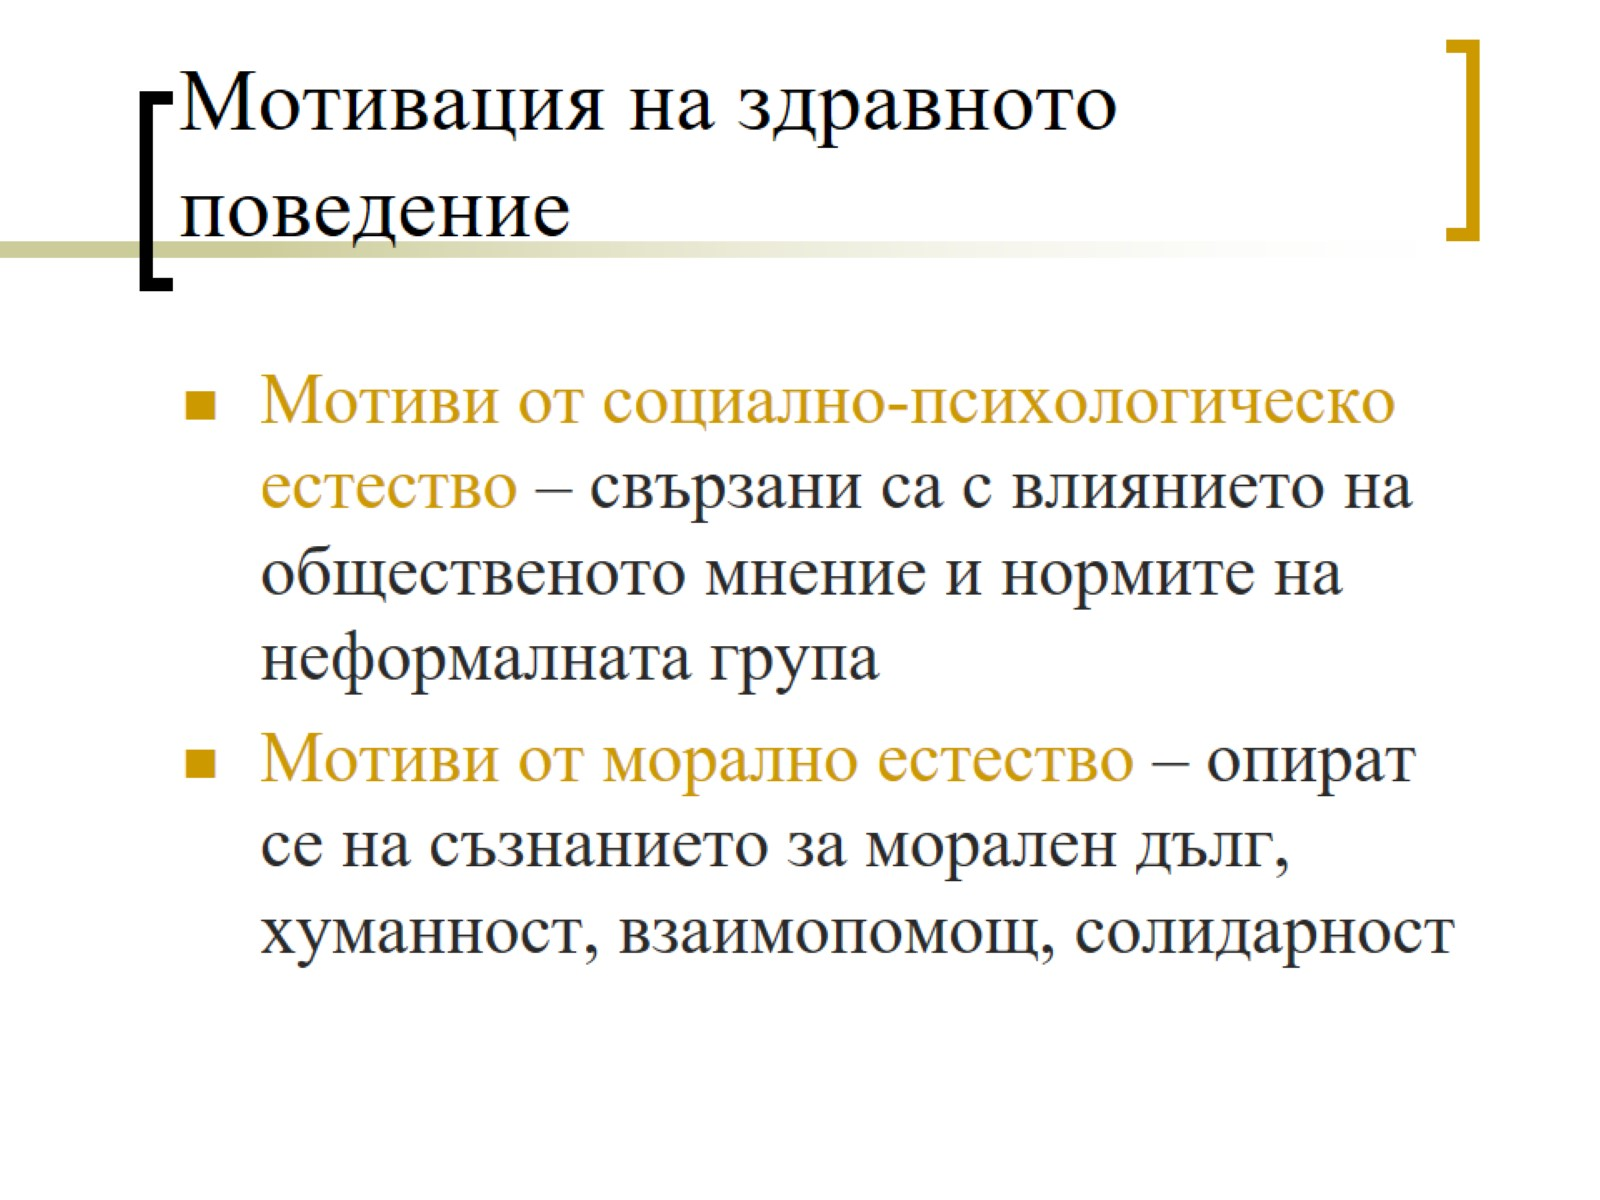 Мотивация на здравното
поведение
Мотиви от социално-психологическо
естество – свързани са с влиянието на
общественото мнение и нормите на
неформалната група
Мотиви от морално естество – опират
се на съзнанието за морален дълг,
хуманност, взаимопомощ, солидарност